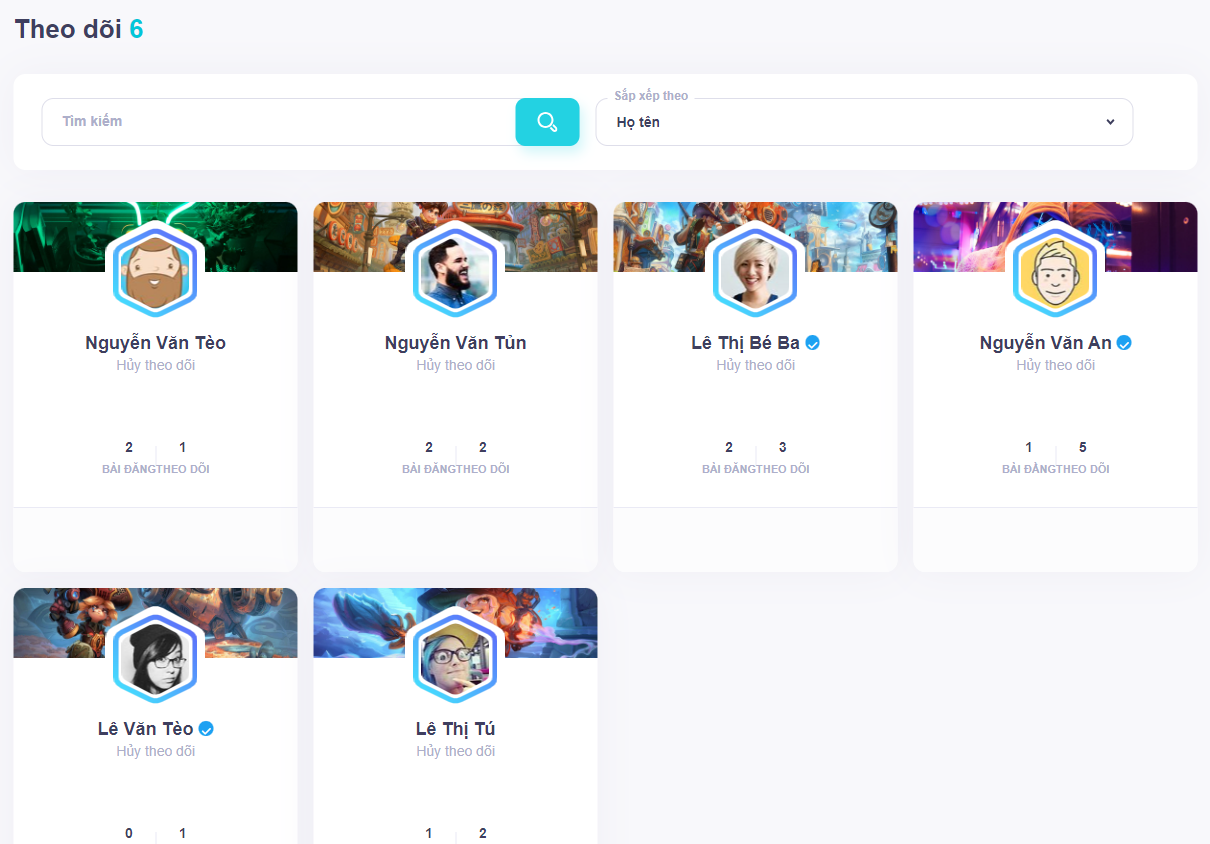 Theo dõi 6
Tìm kiếm
Sắp xếp theo
Họ tên
Nguyễn Văn Tèo
Hủy theo dõi
2 1
BÀI ĐĂNGTHEO DÕI
Nguyễn Văn Tủn
Hủy theo dõi
2 2
BÀI ĐĂNGTHEO DÕI
Lê Thị Bé Ba
Hủy theo dõi
2 3
BÀI ĐĂNGTHEO DÕI
Nguyễn Văn An
Hủy theo dõi
1 5
BÀI ĐĂNGTHEO DÕI
Lê Văn Tèo
Hủy theo dõi
0 1
Lê Thị Tú
Hủy theo dõi
1 2